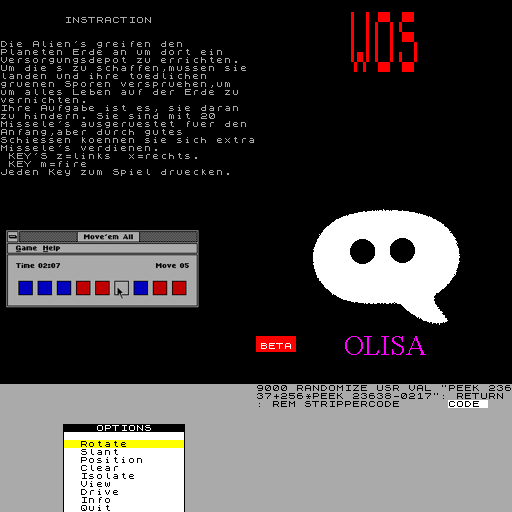 INSTRACTION
Die Alien's greifen den
Planeten Erde an um dort ein
Versorgungsdepot zu errichten.
Um die s zu schaffen,mussen sie
landen und ihre toedlichen
gruenen Sporen verspruehen,um
um alles Leben auf der Erde zu
vernichten.
Ihre Aufgabe ist es, sie daran
zu hindern. Sie sind mit 20
Missele's ausgeruestet fuer den
Anfang,aber durch gutes
Schiessen koennen sie sich extra
Missele's verdienen.
KEY'S z=links x=rechts.
KEY m=fire
Jeden Key zum Spiel druecken.
WOS
Move'em All
Game Help
Time 02:07 Move 05
BETA
OLISA
9000 RANDOMIZE USR VAL "PEEK 236
37+256*PEEK 23638-0217": RETURN
: REM STRIPPERCODE CODE
OPTIONS
Rotate
Slant
Position
Clear
Isolate
View
Drive
Info
Quit